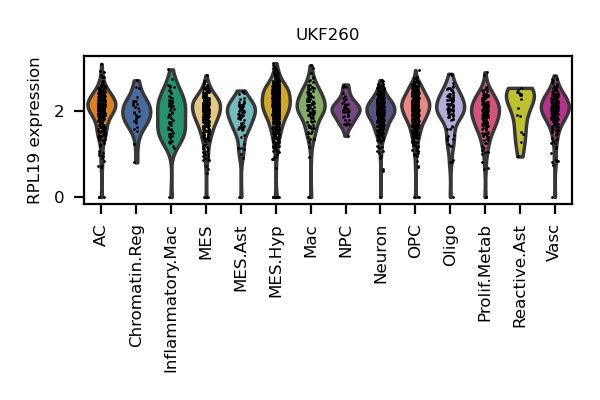 UKF260
RPL19 expression
2
0
AC
Chromatin.Reg
Inflammatory.Mac
MES
MES.Ast
MES.Hyp
Mac
NPC
Neuron
OPC
Oligo
Prolif.Metab
Reactive.Ast
Vasc